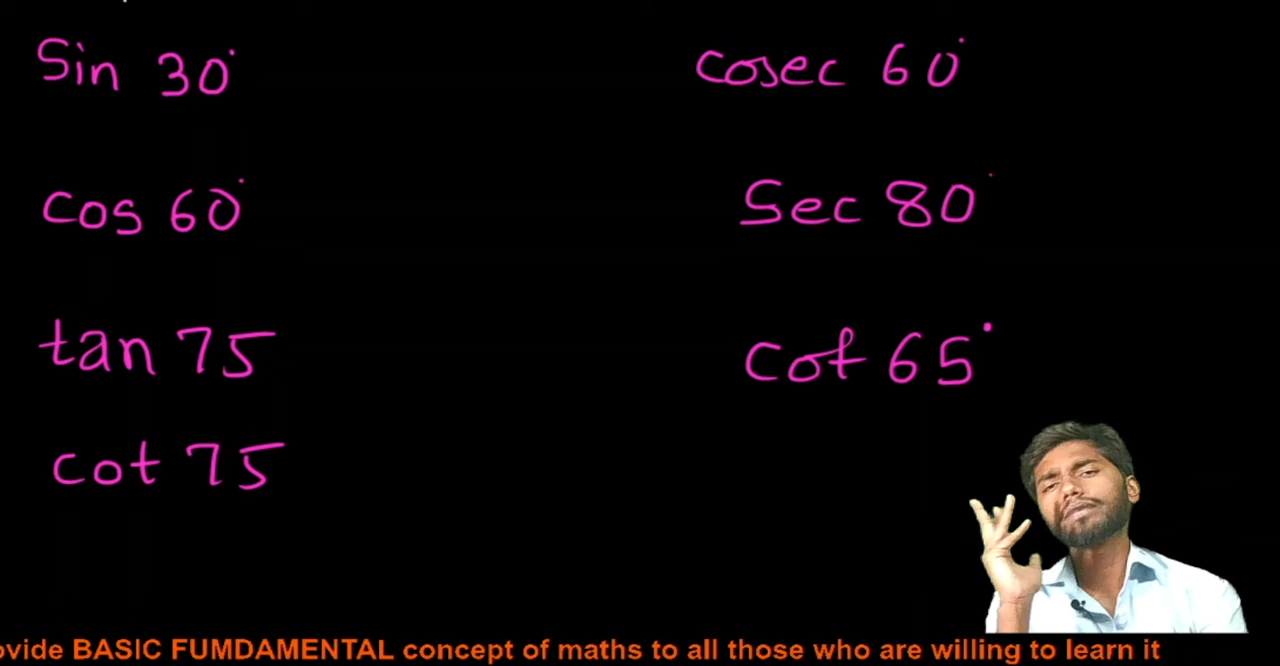 Sin 30°
cosec 60°
cos 60°
Sec 80°
tan 75
cot 65°
cot 75
ovide BASIC FUMDAMENTAL concept of maths to all those who are willing to learn it